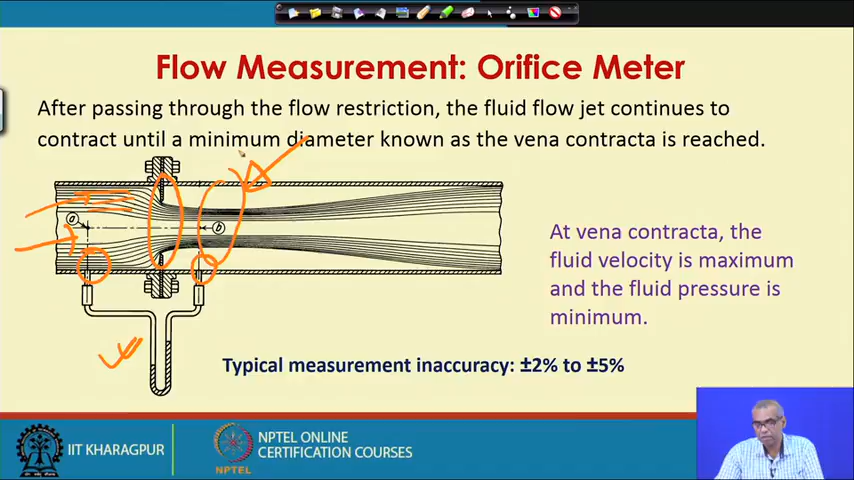 Flow Measurement: Orifice Meter
After passing through the flow restriction, the fluid flow jet continues to
contract until a minimum diameter known as the vena contracta is reached.
a
b
At vena contracta, the
fluid velocity is maximum
and the fluid pressure is
minimum.
Typical measurement inaccuracy: ±2% to ±5%
IIT KHARAGPUR
NPTEL
NPTEL ONLINE
CERTIFICATION COURSES